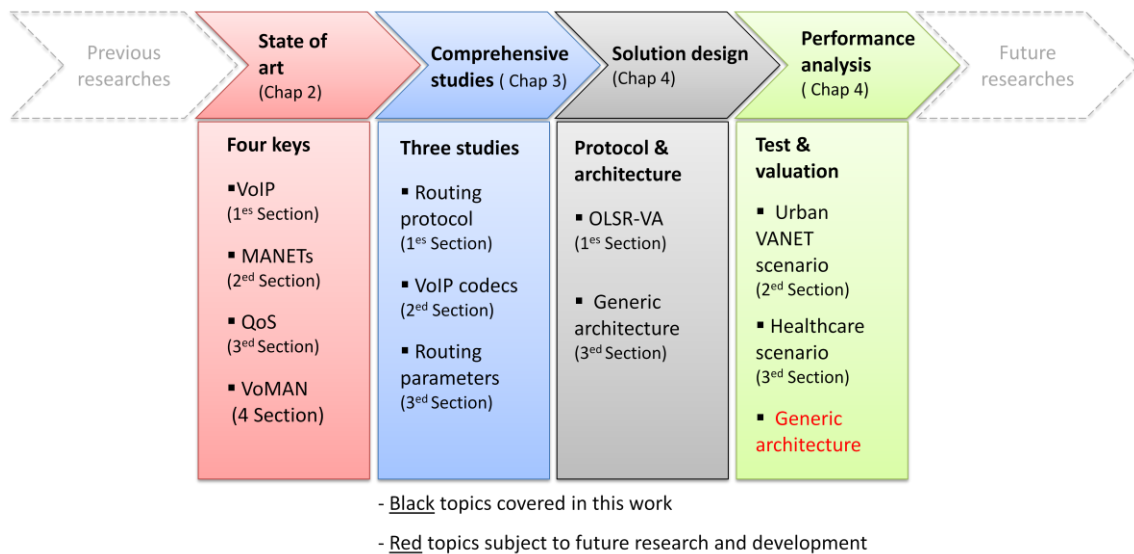 Previous
researches
State of
art
(Chap 2)
Comprehensive
studies ( Chap 3)
Solution design
(Chap 4)
Performance
analysis
( Chap 4)
Future
researches
Four keys
▪VoIP
(1es Section)
▪ MANETs
(2ed Section)
▪ QoS
(3ed Section)
▪ VoMAN
(4 Section)
Three studies
▪ Routing
protocol
(1es Section)
▪ VoIP codecs
(2ed Section)
▪ Routing
parameters
(3ed Section)
Protocol &
architecture
▪ OLSR-VA
(1es Section)
▪ Generic
architecture
(3ed Section)
Test &
valuation
▪ Urban
VANET
scenario
(2ed Section)
▪ Healthcare
scenario
(3ed Section)
▪ Generic
architecture
- Black topics covered in this work
- Red topics subject to future research and development